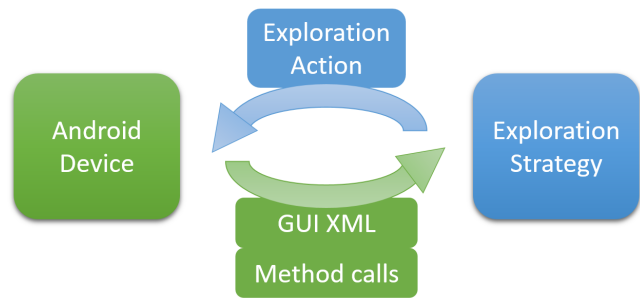 Exploration
Action
Android
Device
Exploration
Strategy
GUI XML
Method calls